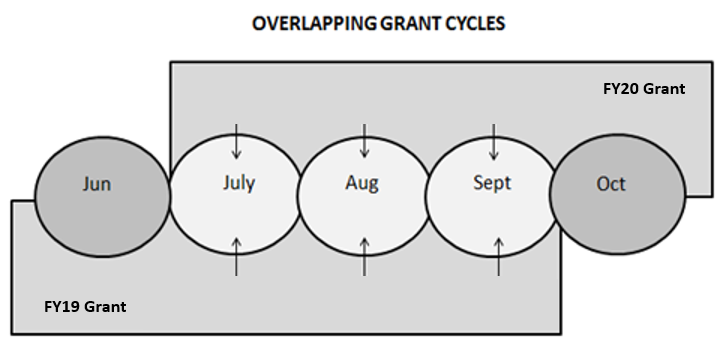 OVERLAPPING GRANT CYCLES
FY20 Grant
Jun July Aug Sept Oct
FY19 Grant